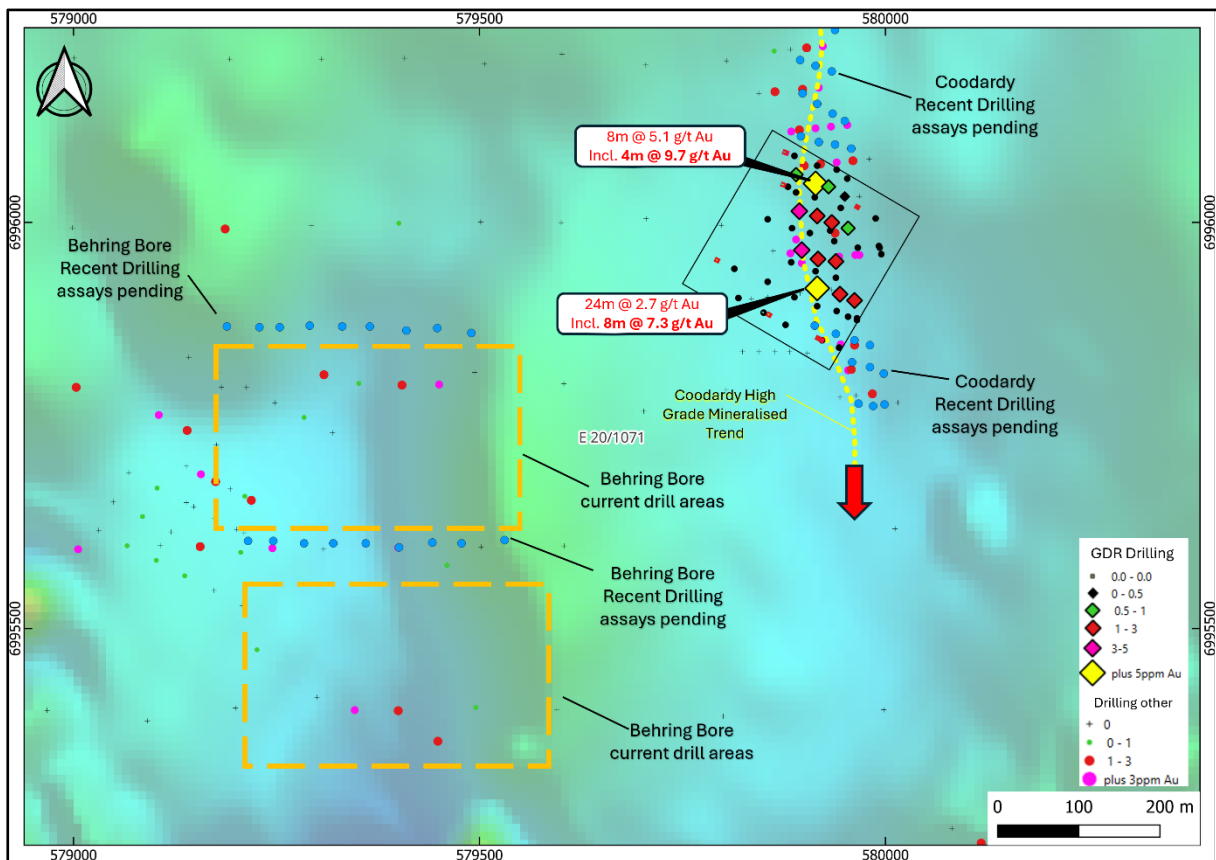 579000
579500
580000
Coodardy
Recent Drilling
assays pending
8m @ 5.1 g/t Au
Incl. 4m @ 9.7 g/t Au
6996000
6996000
Behring Bore
Recent Drilling
assays pending
24m @ 2.7 g/t Au
Incl. 8m @ 7.3 g/t Au
Coodardy
Recent Drilling
assays pending
Coodardy High
Grade Mineralised
Trend
E 20/1071
Behring Bore
current drill areas
Behring Bore
Recent Drilling
assays pending
6995500
6995500
Behring Bore
current drill areas
GDR Drilling
0.0 - 0.0
0 - 0.5
0.5 - 1
1 - 3
3-5
plus 5ppm Au
Drilling other
0
0 - 1
1 - 3
plus 3ppm Au
0 100 200 m
579000
579500
580000